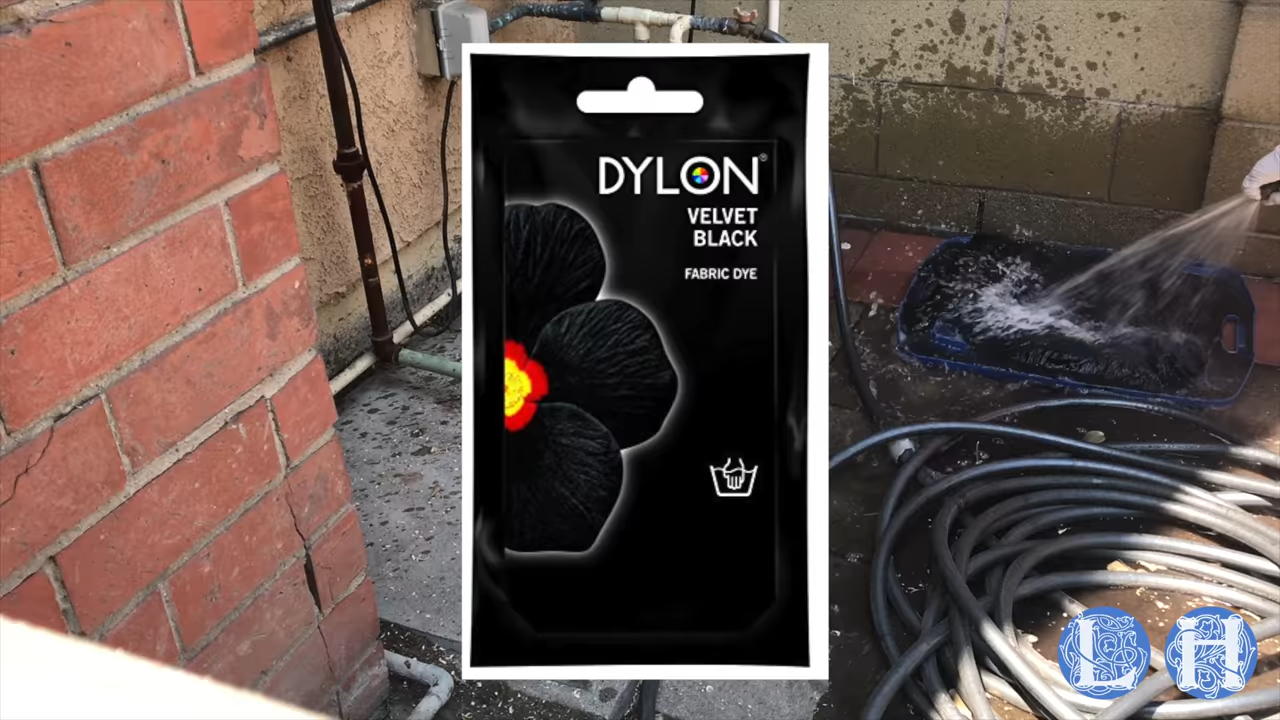 DYLON®
VELVET
BLACK
FABRIC DYE
L H